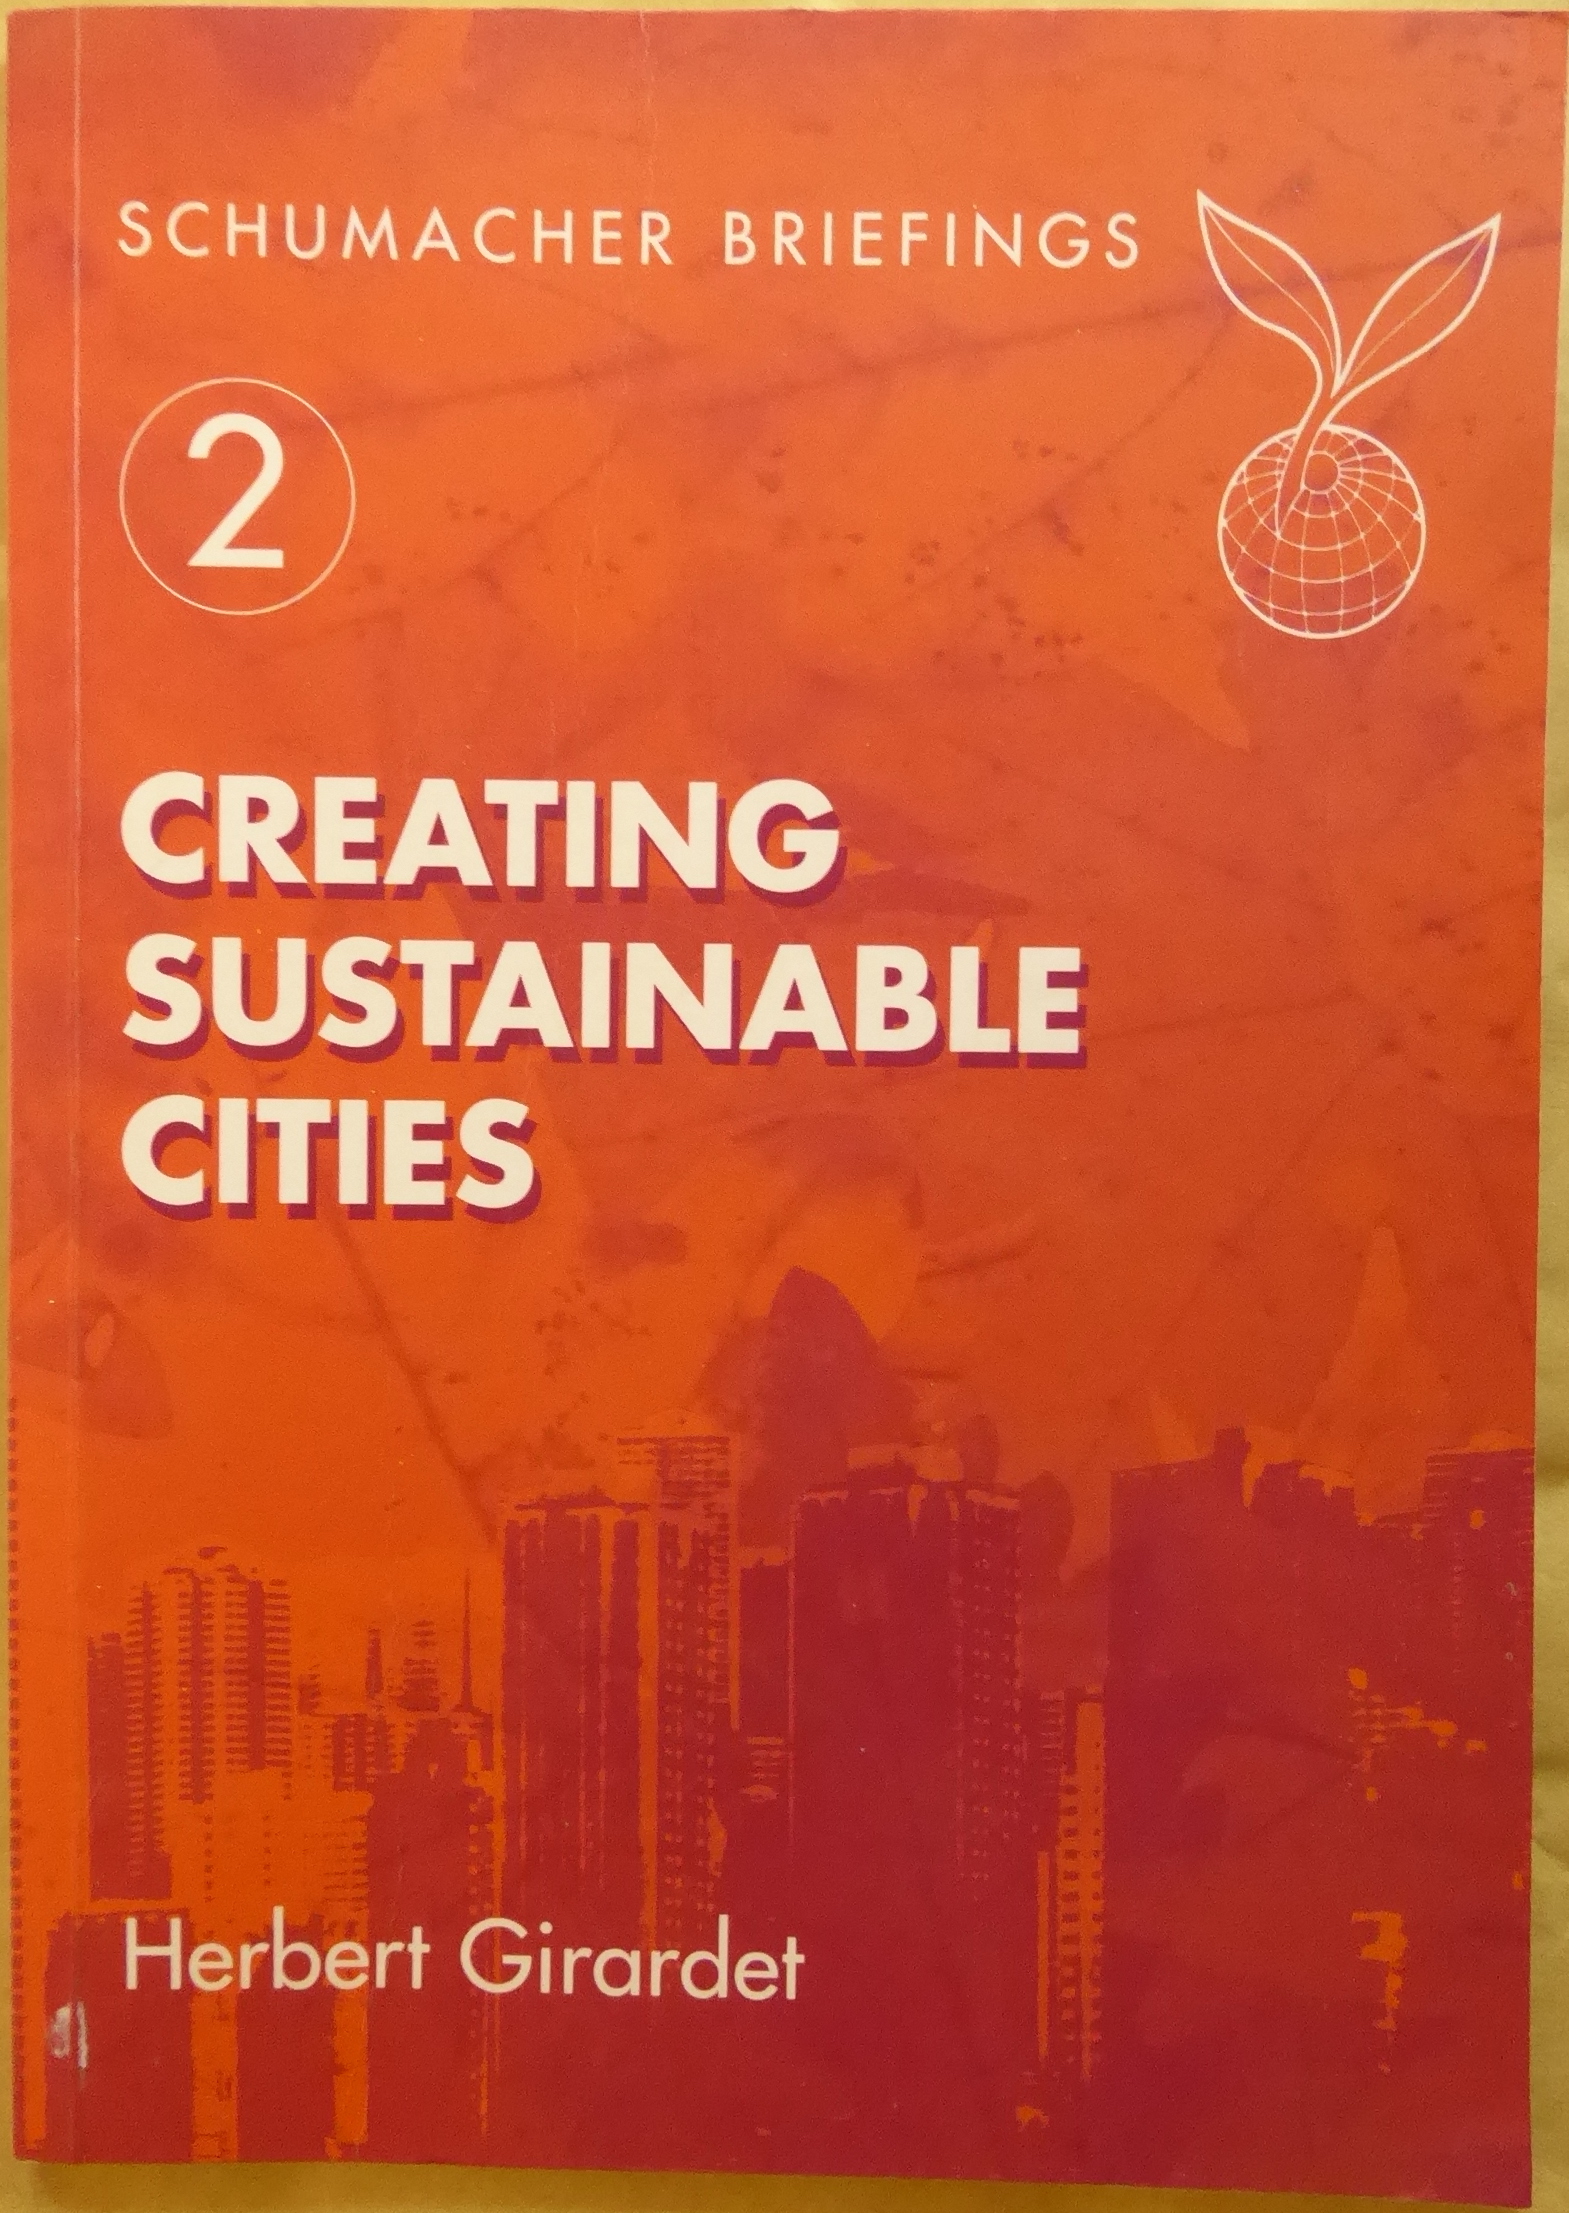 SCHUMACHER BRIEFINGS
2
CREATING
SUSTAINABLE
CITIES
Herbert Girardet